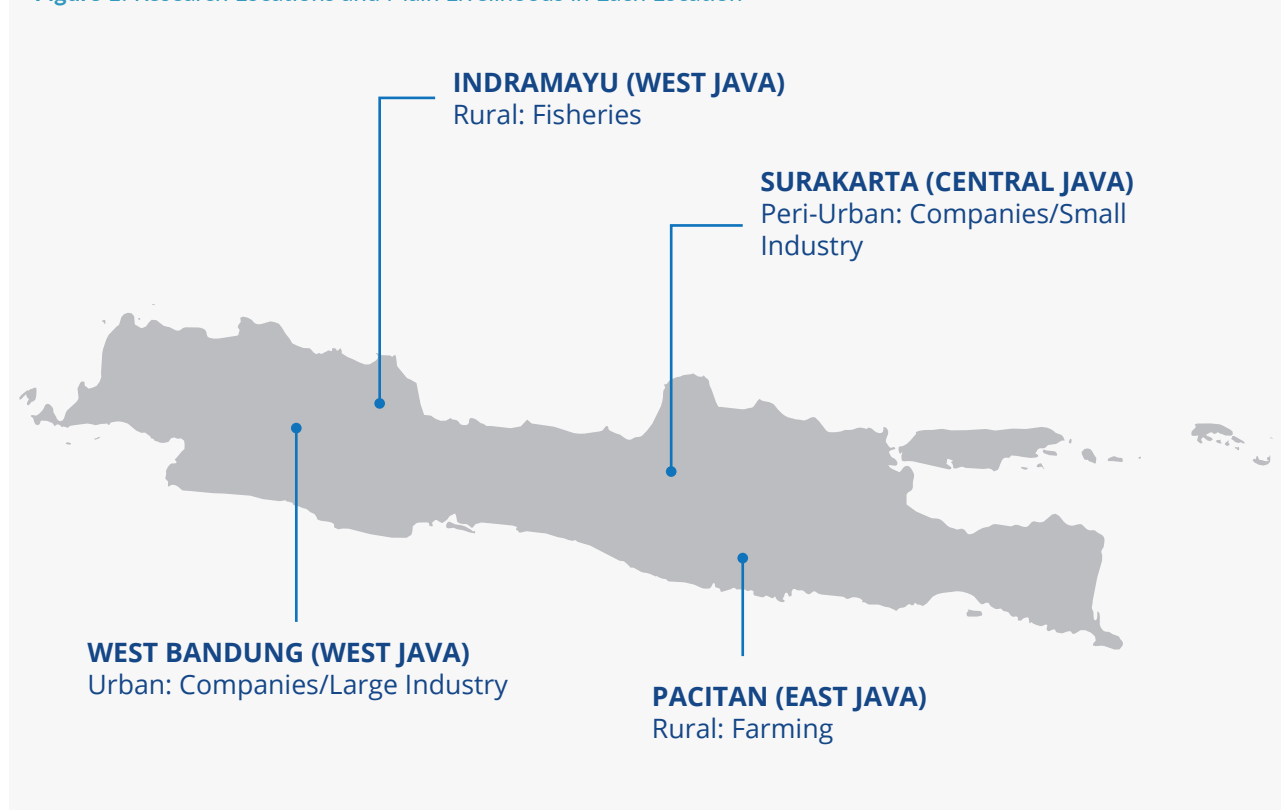 INDRAMAYU (WEST JAVA)
Rural: Fisheries
SURAKARTA (CENTRAL JAVA)
Peri-Urban: Companies/Small
Industry
WEST BANDUNG (WEST JAVA)
Urban: Companies/Large Industry
PACITAN (EAST JAVA)
Rural: Farming